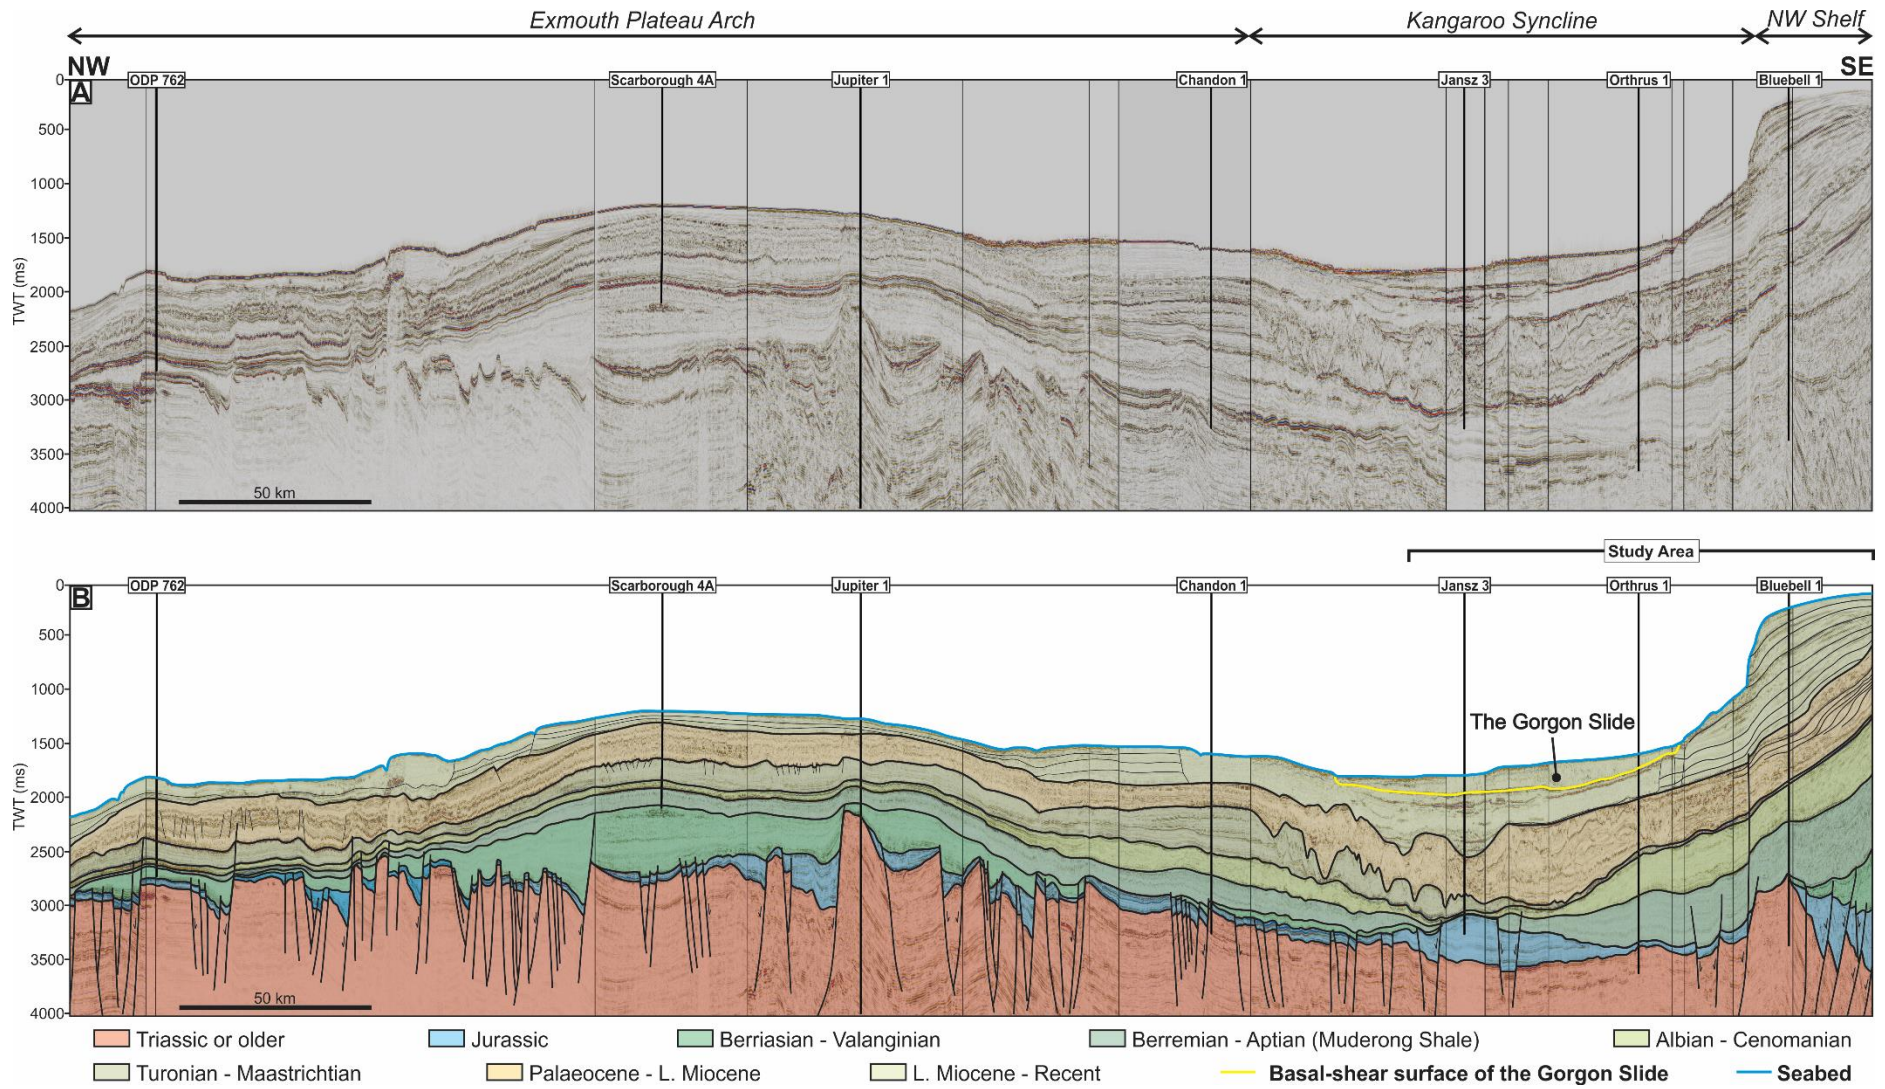 Exmouth Plateau Arch Kangaroo Syncline NW Shelf
NW SE
0 ODP 762 Scarborough 4A Jupiter 1 Chandon 1 Jansz 3 Orthrus 1 Bluebell 1
A
500
1000
1500
TWT (ms)
2000
2500
3000
3500
50 km
4000
Study Area
0 ODP 762 Scarborough 4A Jupiter 1 Chandon 1 Jansz 3 Orthrus 1 Bluebell 1
B
500
1000
The Gorgon Slide
1500
TWT (ms)
2000
2500
3000
3500
50 km
4000
Triassic or older Jurassic Berriasian - Valanginian Berremian - Aptian (Muderong Shale) Albian - Cenomanian
Turonian - Maastrichtian Palaeocene - L. Miocene L. Miocene - Recent Basal-shear surface of the Gorgon Slide Seabed